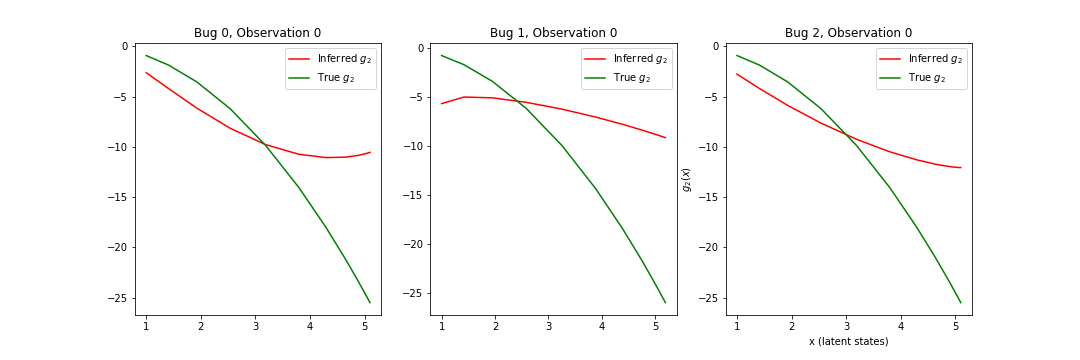 Bug 0, Observation 0
Inferred g₂
True g₂
0
−5
−10
−15
−20
−25
1 2 3 4 5
Bug 1, Observation 0
Inferred g₂
True g₂
0
−5
−10
−15
−20
−25
1 2 3 4 5
Bug 2, Observation 0
Inferred g₂
True g₂
g₂(x)
0
−5
−10
−15
−20
−25
1 2 3 4 5
x (latent states)